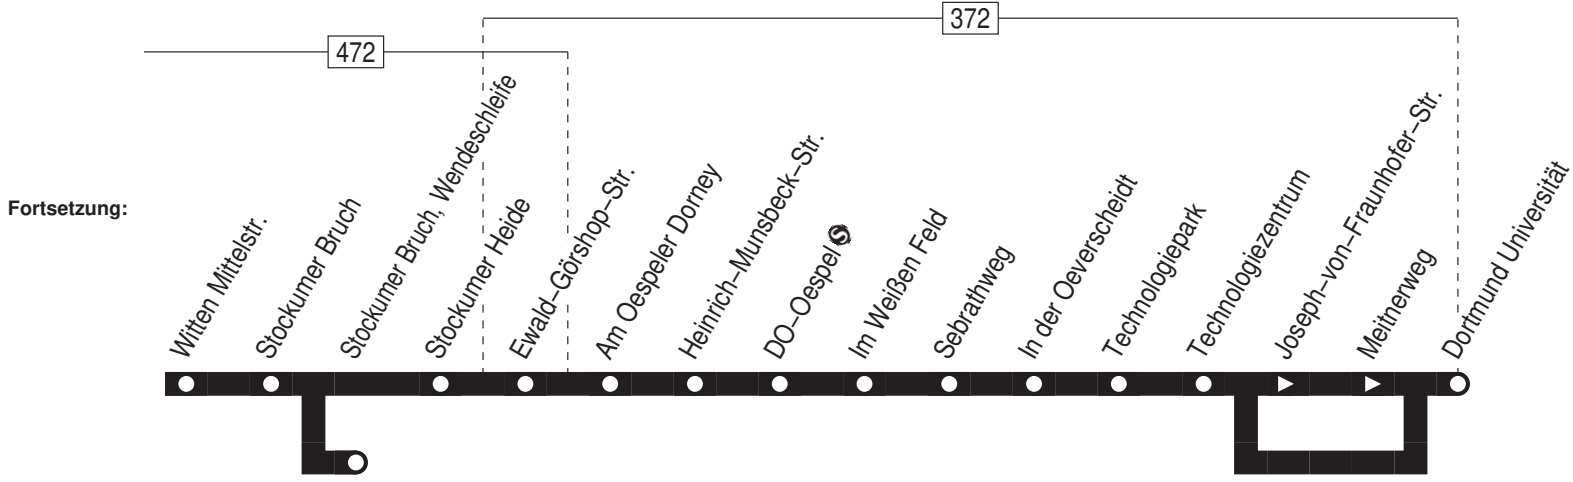 372
472
Fortsetzung:
Witten Mittelstr.
Stockumer Bruch
Stockumer Bruch, Wendeschleife
Stockumer Heide
Ewald-Görshop-Str.
Am Oespeler Dorney
Heinrich-Munsbeck-Str.
DO-Oespel S
Im Weißen Feld
Sebrathweg
In der Oeverscheidt
Technologiepark
Technologiezentrum
Joseph-von-Fraunhofer-Str.
Meitnerweg
Dortmund Universität